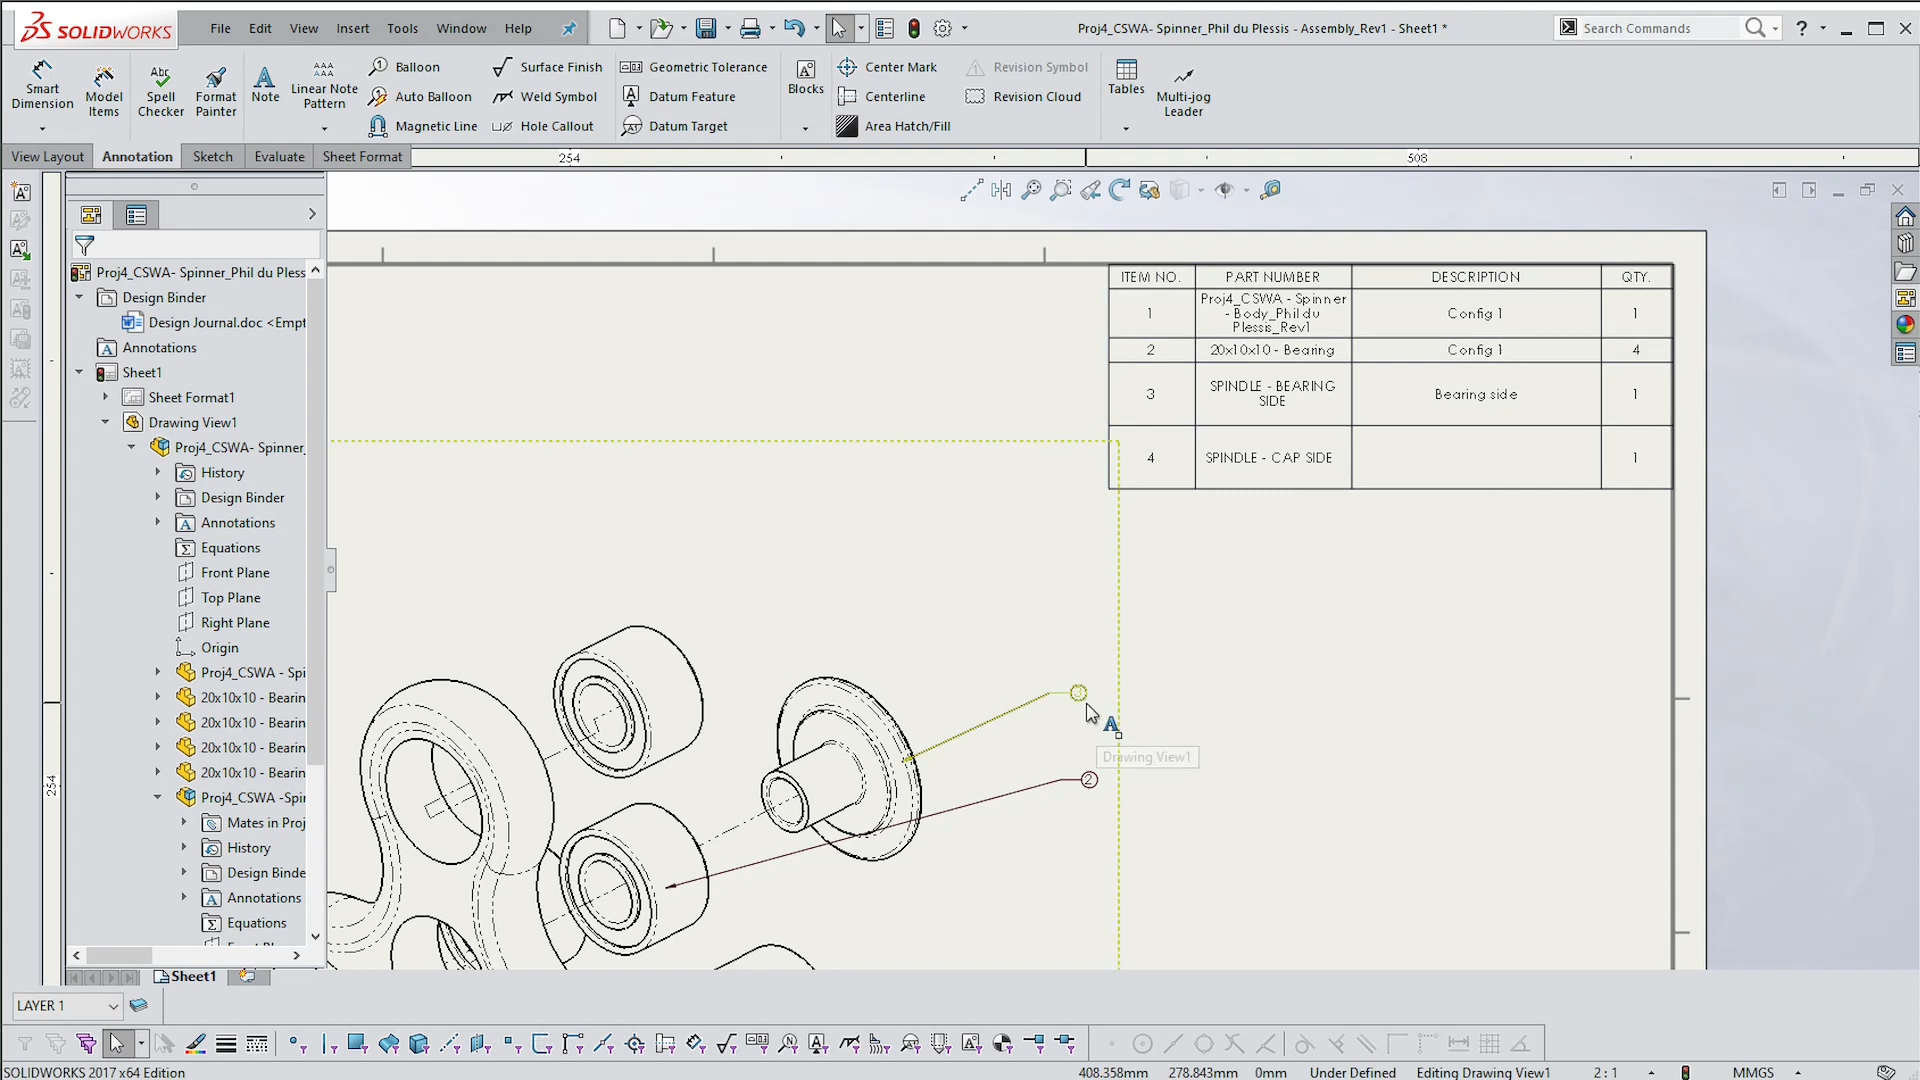 SOLIDWORKS
File Edit View Insert Tools Window Help
Proj4_CSWA- Spinner_Phil du Plessis - Assembly_Rev1 - Sheet1 *
Search Commands
?
Smart
Dimension
Model
Items
Spell
Checker
Format
Painter
Note
Linear Note
Pattern
Balloon
Auto Balloon
Magnetic Line
Surface Finish
Weld Symbol
Hole Callout
Geometric Tolerance
Datum Feature
Datum Target
Blocks
Center Mark
Centerline
Area Hatch/Fill
Revision Symbol
Revision Cloud
Tables
Multi-jog
Leader
View Layout Annotation Sketch Evaluate Sheet Format
254 508
Proj4_CSWA- Spinner_Phil du Pless
Design Binder
Design Journal.doc <Empt
Annotations
Sheet1
Sheet Format1
Drawing View1
Proj4_CSWA- Spinner_
History
Design Binder
Annotations
Equations
Front Plane
Top Plane
Right Plane
Origin
Proj4_CSWA - Spi
20x10x10 - Bearin
20x10x10 - Bearin
20x10x10 - Bearin
20x10x10 - Bearin
Proj4_CSWA -Spir
Mates in Proj
History
Design Binde
Annotations
Equations
254
ITEM NO. PART NUMBER DESCRIPTION QTY.
1 Proj4_CSWA - Spinner - Body_Phil du Plessis_Rev1 Config 1 1
2 20x10x10 - Bearing Config 1 4
3 SPINDLE - BEARING SIDE Bearing side 1
4 SPINDLE - CAP SIDE 1
3
Drawing View1
2
Sheet1
LAYER 1
SOLIDWORKS 2017 x64 Edition
408.358mm 278.843mm 0mm Under Defined Editing Drawing View1 2 : 1 MMGS